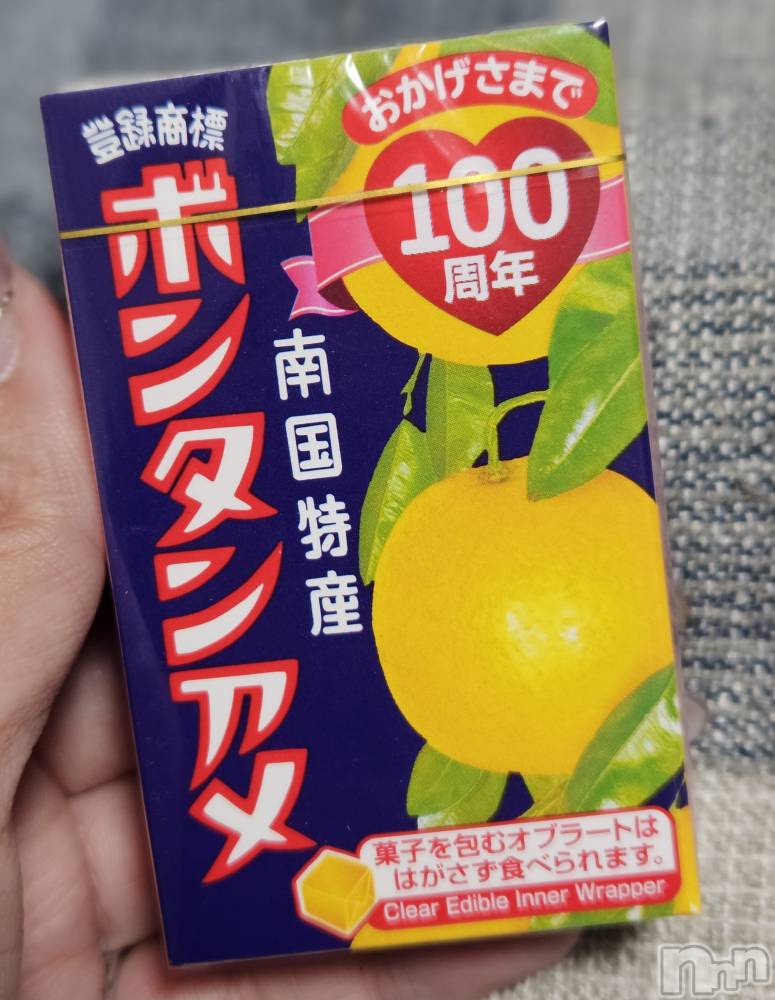 登録商標
ボンタンアメ
南国特産
おかげさまで
100
周年
菓子を包むオブラートは
はがさず食べられます。
Clear Edible Inner Wrapper
nnn